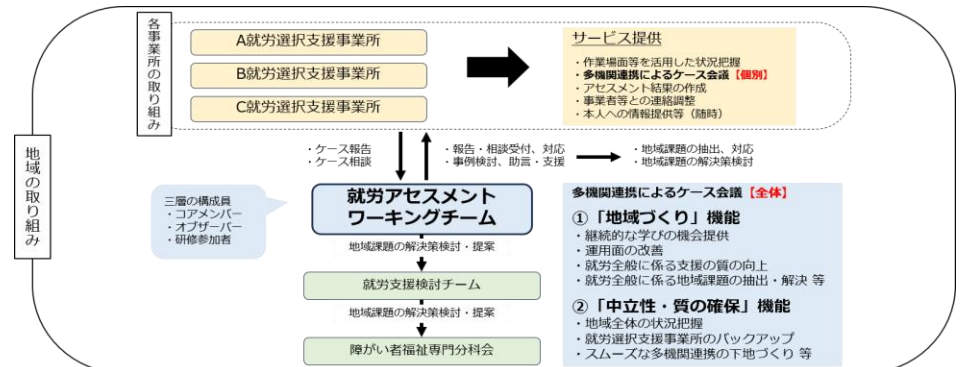 各事業所の取り組み
A就労選択支援事業所
B就労選択支援事業所
C就労選択支援事業所
サービス提供
・作業場面等を活用した状況把握
・多機関連携によるケース会議【個別】
・アセスメント結果の作成
・事業者等との連絡調整
・本人への情報提供等（随時）
地域の取り組み
・ケース報告
・ケース相談
・報告・相談受付、対応
・事例検討、助言・支援
・地域課題の抽出、対応
・地域課題の解決策検討
三層の構成員
・コアメンバー
・オブザーバー
・研修参加者
就労アセスメント
ワーキングチーム
地域課題の解決策検討・提案
就労支援検討チーム
地域課題の解決策検討・提案
障がい者福祉専門分科会
多機関連携によるケース会議【全体】
①「地域づくり」機能
・継続的な学びの機会提供
・運用面の改善
・就労全般に係る支援の質の向上
・就労全般に係る地域課題の抽出・解決 等
②「中立性・質の確保」機能
・地域全体の状況把握
・就労選択支援事業所のバックアップ
・スムーズな多機関連携の下地づくり 等